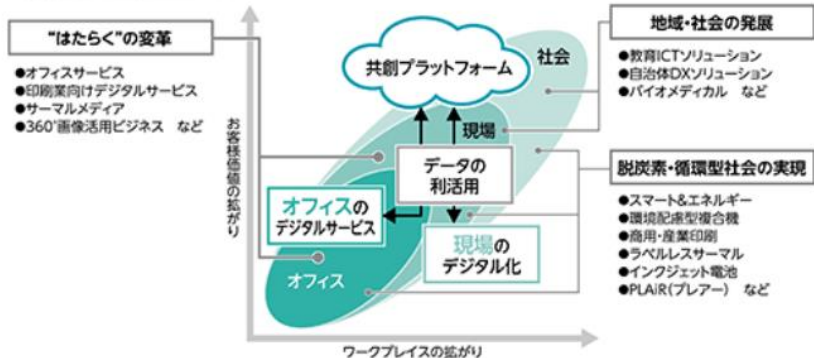 “はたらく”の変革
●オフィスサービス
●印刷業向けデジタルサービス
●サーマルメディア
●360°画像活用ビジネス　など
お客様価値の拡がり
共創プラットフォーム
社会
現場
データの
利活用
オフィスの
デジタルサービス
現場の
デジタル化
オフィス
ワークプレイスの拡がり
地域・社会の発展
●教育ICTソリューション
●自治体DXソリューション
●バイオメディカル　など
脱炭素・循環型社会の実現
●スマート&エネルギー
●環境配慮型複合機
●商用・産業印刷
●ラベルレスサーマル
●インクジェット電池
●PLAiR(プレアー)　など